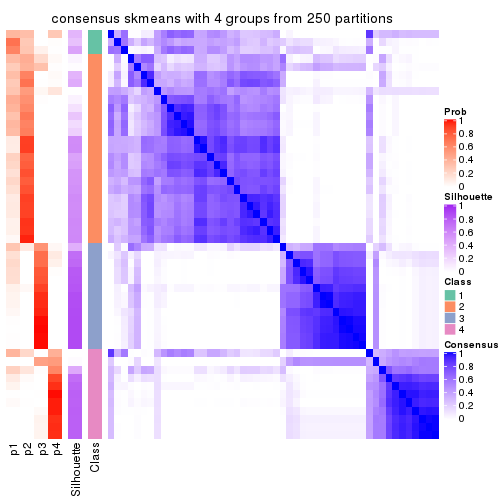 consensus skmeans with 4 groups from 250 partitions
Prob
1
0.8
0.6
0.4
0.2
0
Silhouette
1
0.8
0.6
0.4
0.2
0
Class
1
2
3
4
Consensus
1
0.8
0.6
0.4
0.2
0
p1
p2
p3
p4
Silhouette
Class